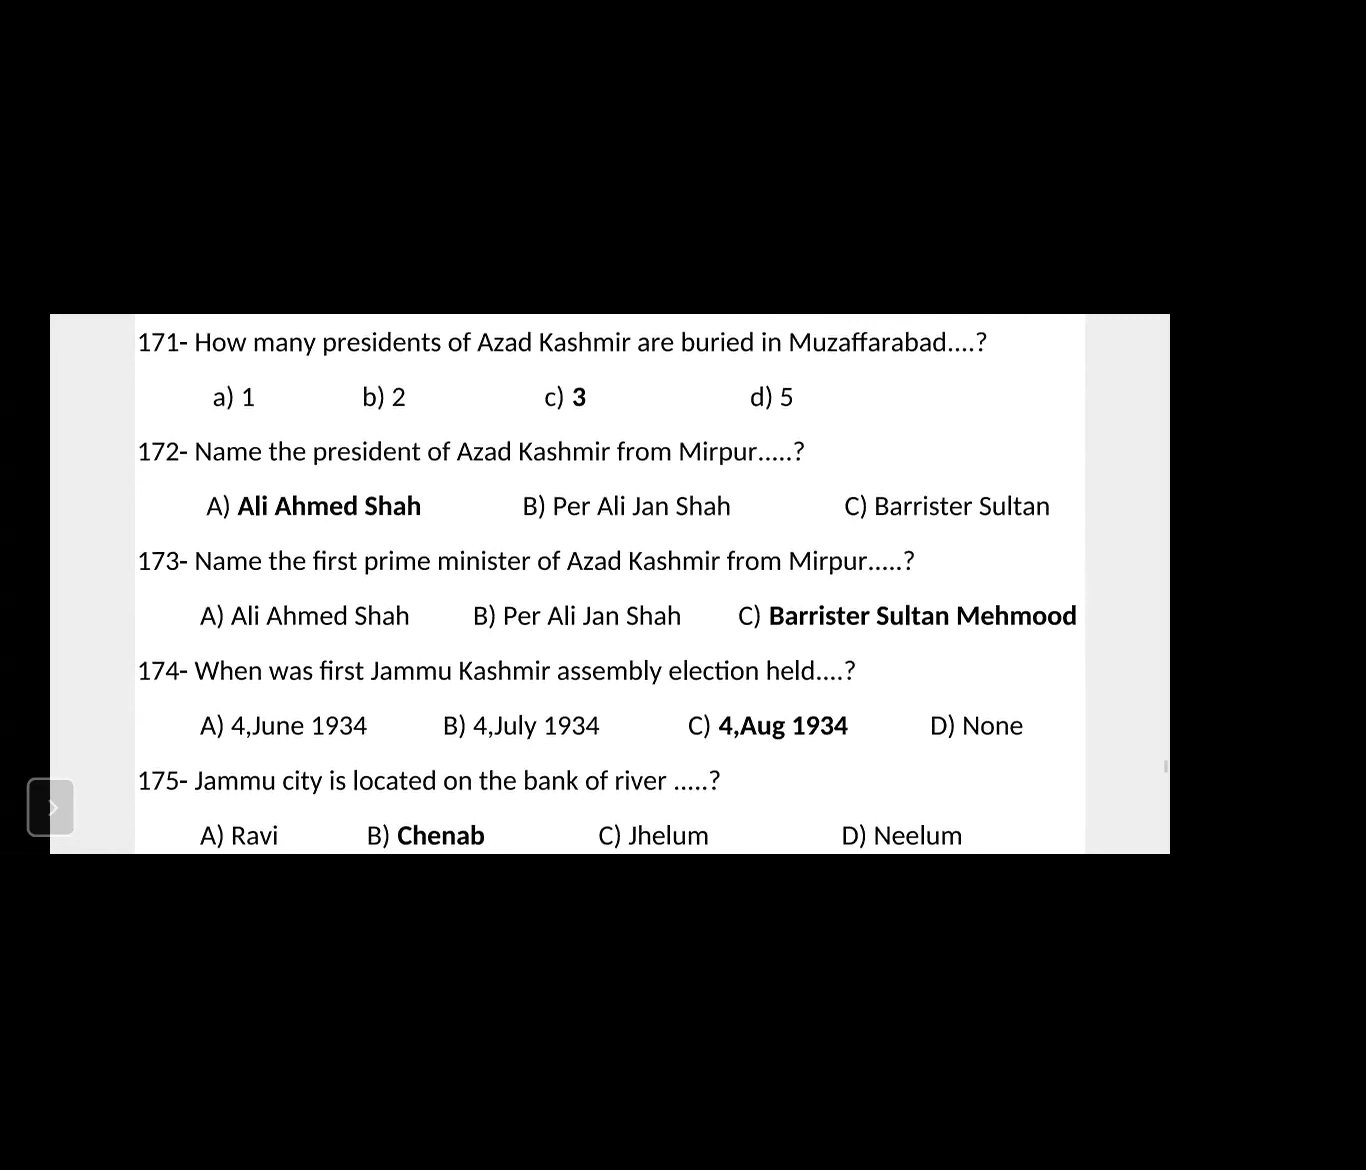 171- How many presidents of Azad Kashmir are buried in Muzaffarabad....?
a) 1 b) 2 c) 3 d) 5
172- Name the president of Azad Kashmir from Mirpur.....?
A) Ali Ahmed Shah B) Per Ali Jan Shah C) Barrister Sultan
173- Name the first prime minister of Azad Kashmir from Mirpur.....?
A) Ali Ahmed Shah B) Per Ali Jan Shah C) Barrister Sultan Mehmood
174- When was first Jammu Kashmir assembly election held....?
A) 4,June 1934 B) 4,July 1934 C) 4,Aug 1934 D) None
175- Jammu city is located on the bank of river .....?
A) Ravi B) Chenab C) Jhelum D) Neelum